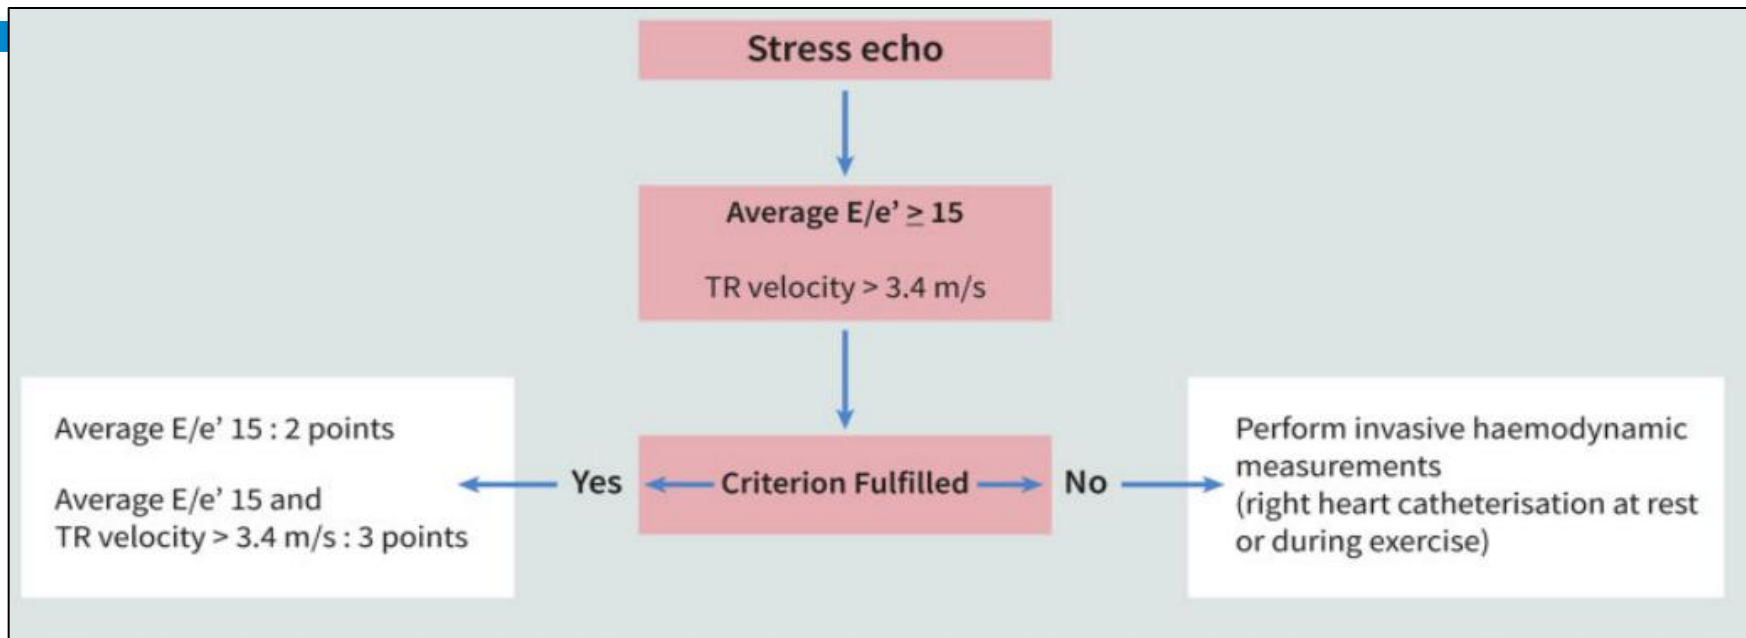 Stress echo
Average E/e’ ≥ 15
TR velocity > 3.4 m/s
Average E/e’ 15 : 2 points
Average E/e’ 15 and
TR velocity > 3.4 m/s : 3 points
Yes
Criterion Fulfilled
No
Perform invasive haemodynamic
measurements
(right heart catheterisation at rest
or during exercise)